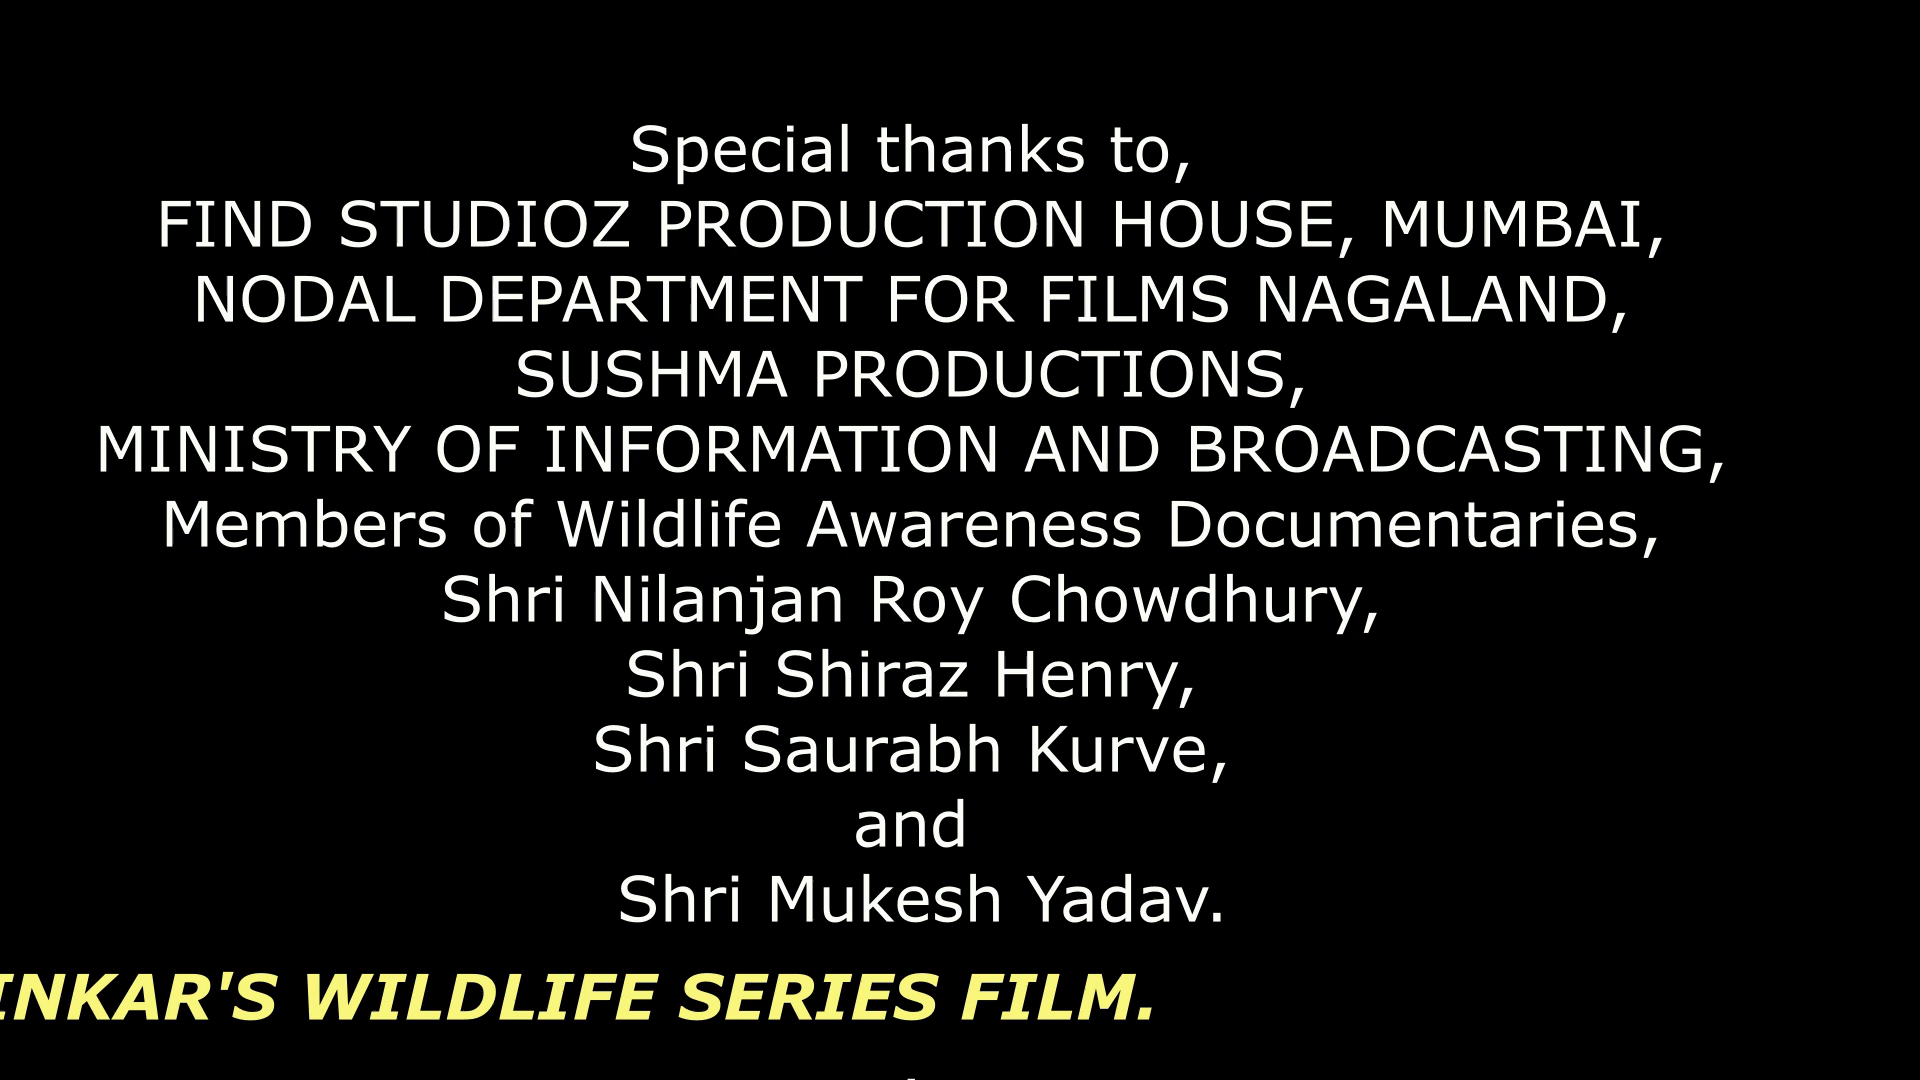 Special thanks to,
FIND STUDIOZ PRODUCTION HOUSE, MUMBAI,
NODAL DEPARTMENT FOR FILMS NAGALAND,
SUSHMA PRODUCTIONS,
MINISTRY OF INFORMATION AND BROADCASTING,
Members of Wildlife Awareness Documentaries,
Shri Nilanjan Roy Chowdhury,
Shri Shiraz Henry,
Shri Saurabh Kurve,
and
Shri Mukesh Yadav.
WILDLIFE SERIES FILM.